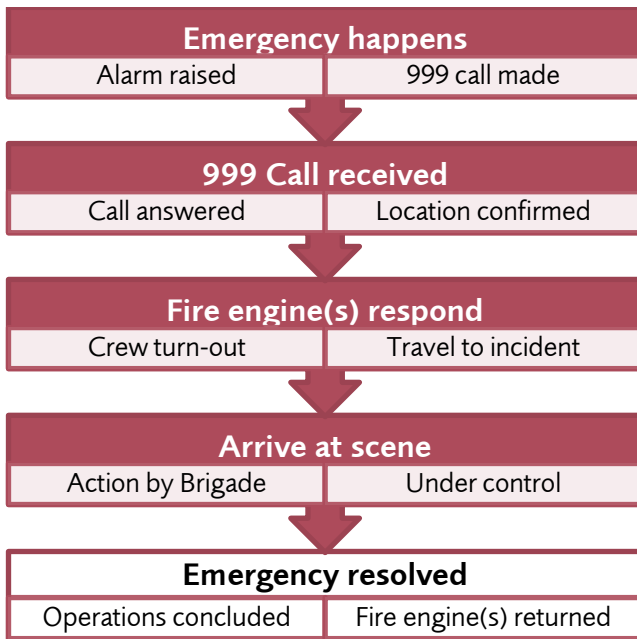 Emergency happens
Alarm raised
999 call made
999 Call received
Call answered
Location confirmed
Fire engine(s) respond
Crew turn-out
Travel to incident
Arrive at scene
Action by Brigade
Under control
Emergency resolved
Operations concluded
Fire engine(s) returned